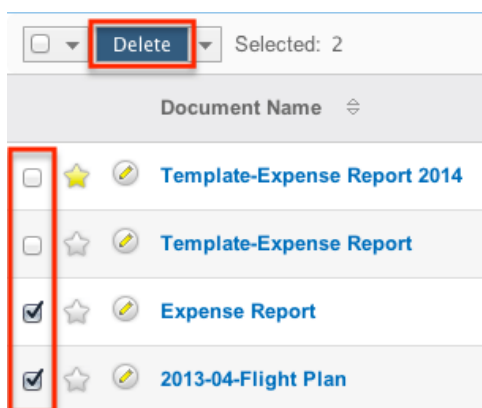 Delete Selected: 2
Document Name
Template-Expense Report 2014
Template-Expense Report
Expense Report
2013-04-Flight Plan